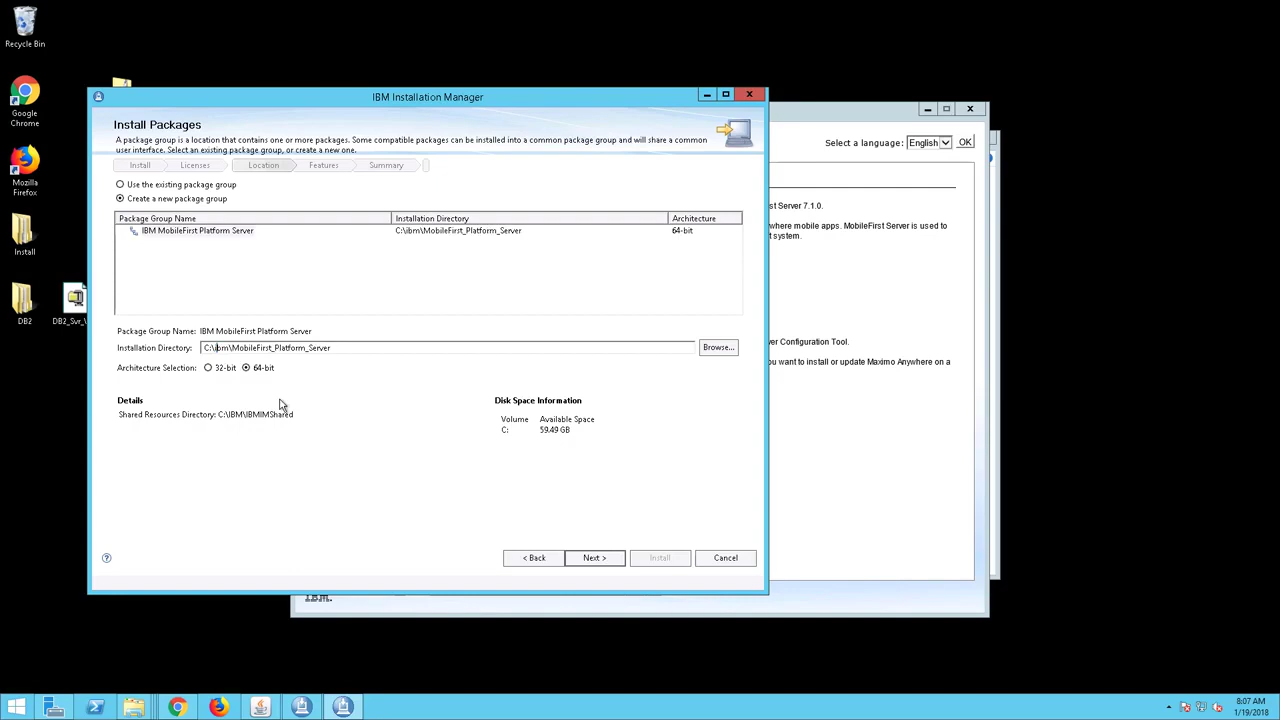 Recycle Bin
Google
Chrome
Mozilla
Firefox
Install
DB2
DB2_Svr_
IBM Installation Manager
Install Packages
A package group is a location that contains one or more packages. Some compatible packages can be installed into a common package group and will share a common
user interface. Select an existing package group, or create a new one.
Install
Licenses
Location
Features
Summary
Use the existing package group
Create a new package group
Package Group Name
Installation Directory
Architecture
IBM MobileFirst Platform Server
C:\ibm\MobileFirst_Platform_Server
64-bit
Package Group Name: IBM MobileFirst Platform Server
Installation Directory: C:\ibm\MobileFirst_Platform_Server
Browse...
Architecture Selection: 32-bit 64-bit
Details
Shared Resources Directory: C:\IBM\IBMIMShared
Disk Space Information
Volume Available Space
C: 59.49 GB
?
< Back
Next >
Install
Cancel
Select a language: English OK
st Server 7.1.0.
where mobile apps. MobileFirst Server is used to
t system.
er Configuration Tool.
you want to install or update Maximo Anywhere on a
IBM.
8:07 AM
1/19/2018